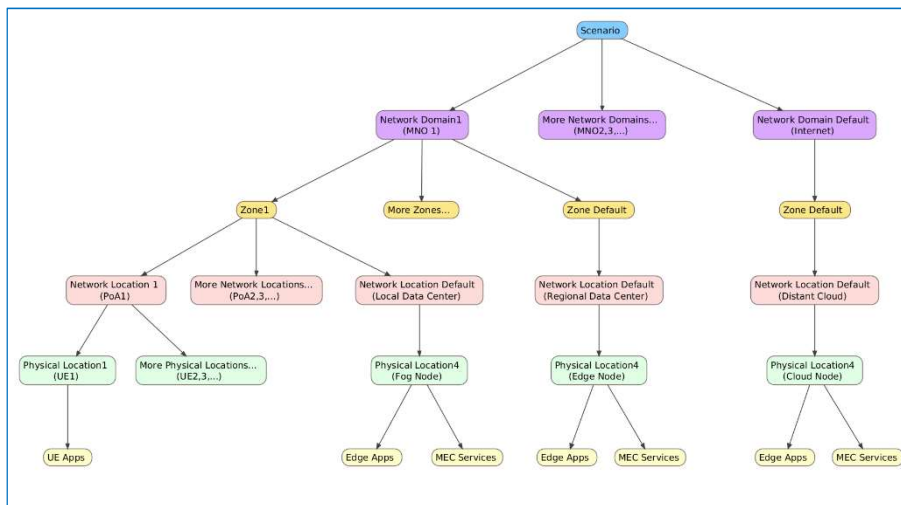 Scenario
Network Domain1
(MNO 1)
More Network Domains...
(MNO2,3,...)
Network Domain Default
(Internet)
Zone1
More Zones...
Zone Default
Zone Default
Network Location 1
(PoA1)
More Network Locations...
(PoA2,3,...)
Network Location Default
(Local Data Center)
Network Location Default
(Regional Data Center)
Network Location Default
(Distant Cloud)
Physical Location1
(UE1)
More Physical Locations...
(UE2,3,...)
Physical Location4
(Fog Node)
Physical Location4
(Edge Node)
Physical Location4
(Cloud Node)
UE Apps
Edge Apps
MEC Services
Edge Apps
MEC Services
Edge Apps
MEC Services